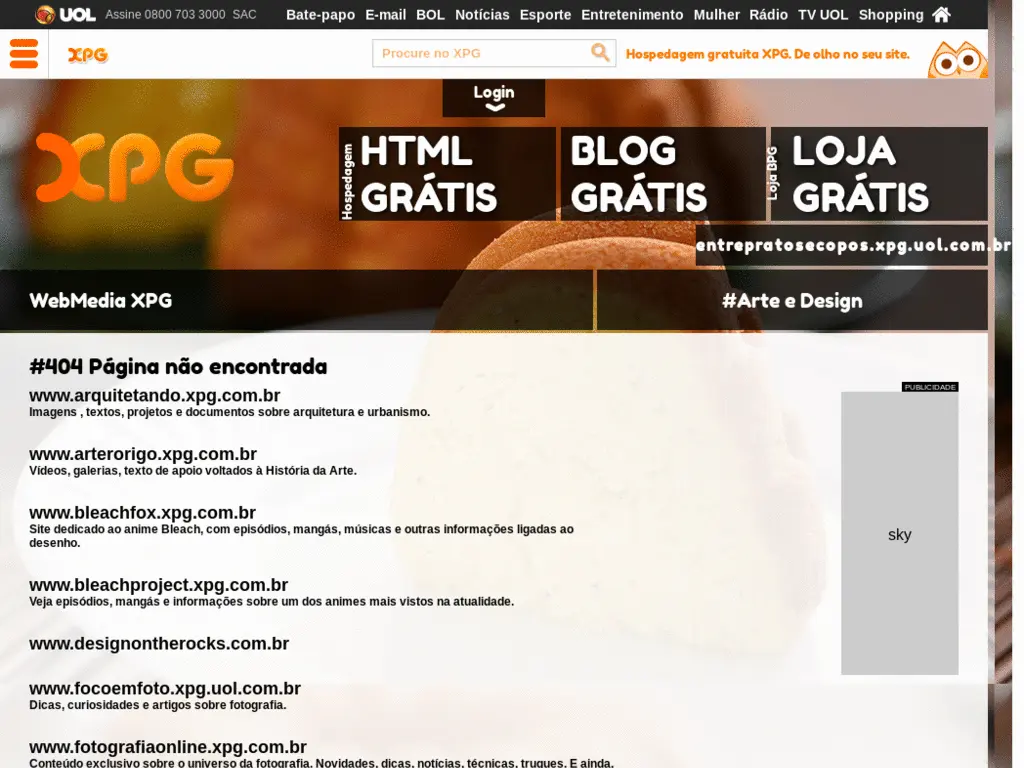 UOL Assine 0800 703 3000 SAC Bate-papo E-mail BOL Notícias Esporte Entretenimento Mulher Rádio TV UOL Shopping
XPG Procure no XPG Hospedagem gratuita XPG. De olho no seu site.
Login
XPG
Hospedagem
HTML
GRÁTIS
BLOG
GRÁTIS
Loja BPG
LOJA
GRÁTIS
entrepratosecopos.xpg.uol.com.br
WebMedia XPG
#Arte e Design
#404 Página não encontrada
www.arquitetando.xpg.com.br
Imagens , textos, projetos e documentos sobre arquitetura e urbanismo.
www.arterorigo.xpg.com.br
Vídeos, galerias, texto de apoio voltados à História da Arte.
www.bleachfox.xpg.com.br
Site dedicado ao anime Bleach, com episódios, mangás, músicas e outras informações ligadas ao
desenho.
www.bleachproject.xpg.com.br
Veja episódios, mangás e informações sobre um dos animes mais vistos na atualidade.
www.designontherocks.com.br
www.focoemfoto.xpg.uol.com.br
Dicas, curiosidades e artigos sobre fotografia.
www.fotografiaonline.xpg.com.br
Conteúdo exclusivo sobre o universo da fotografia. Novidades, dicas, notícias, técnicas, truques. E ainda,
PUBLICIDADE
sky